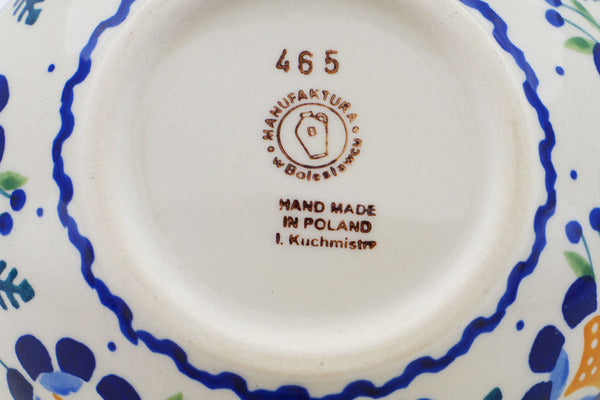 465
MANUFAKTURA
w Bolesławcu
B
HAND MADE
IN POLAND
I. Kuchmistrz